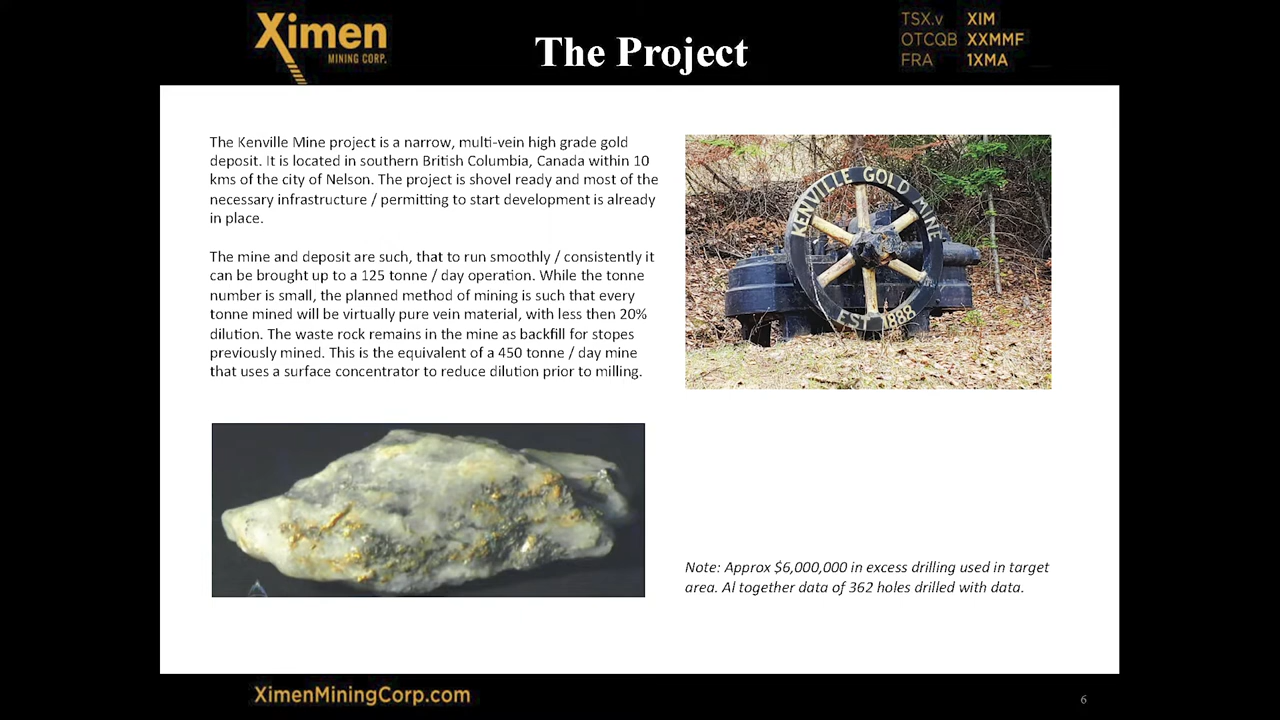 Ximen
MINING CORP.
The Project
TSX.v XIM
OTCQB XXMMF
FRA 1XMA
The Kenville Mine project is a narrow, multi-vein high grade gold
deposit. It is located in southern British Columbia, Canada within 10
kms of the city of Nelson. The project is shovel ready and most of the
necessary infrastructure / permitting to start development is already
in place.
The mine and deposit are such, that to run smoothly / consistently it
can be brought up to a 125 tonne / day operation. While the tonne
number is small, the planned method of mining is such that every
tonne mined will be virtually pure vein material, with less then 20%
dilution. The waste rock remains in the mine as backfill for stopes
previously mined. This is the equivalent of a 450 tonne / day mine
that uses a surface concentrator to reduce dilution prior to milling.
KENVILLE GOLD MINE
EST 1888
Note: Approx $6,000,000 in excess drilling used in target
area. Al together data of 362 holes drilled with data.
XimenMiningCorp.com
6